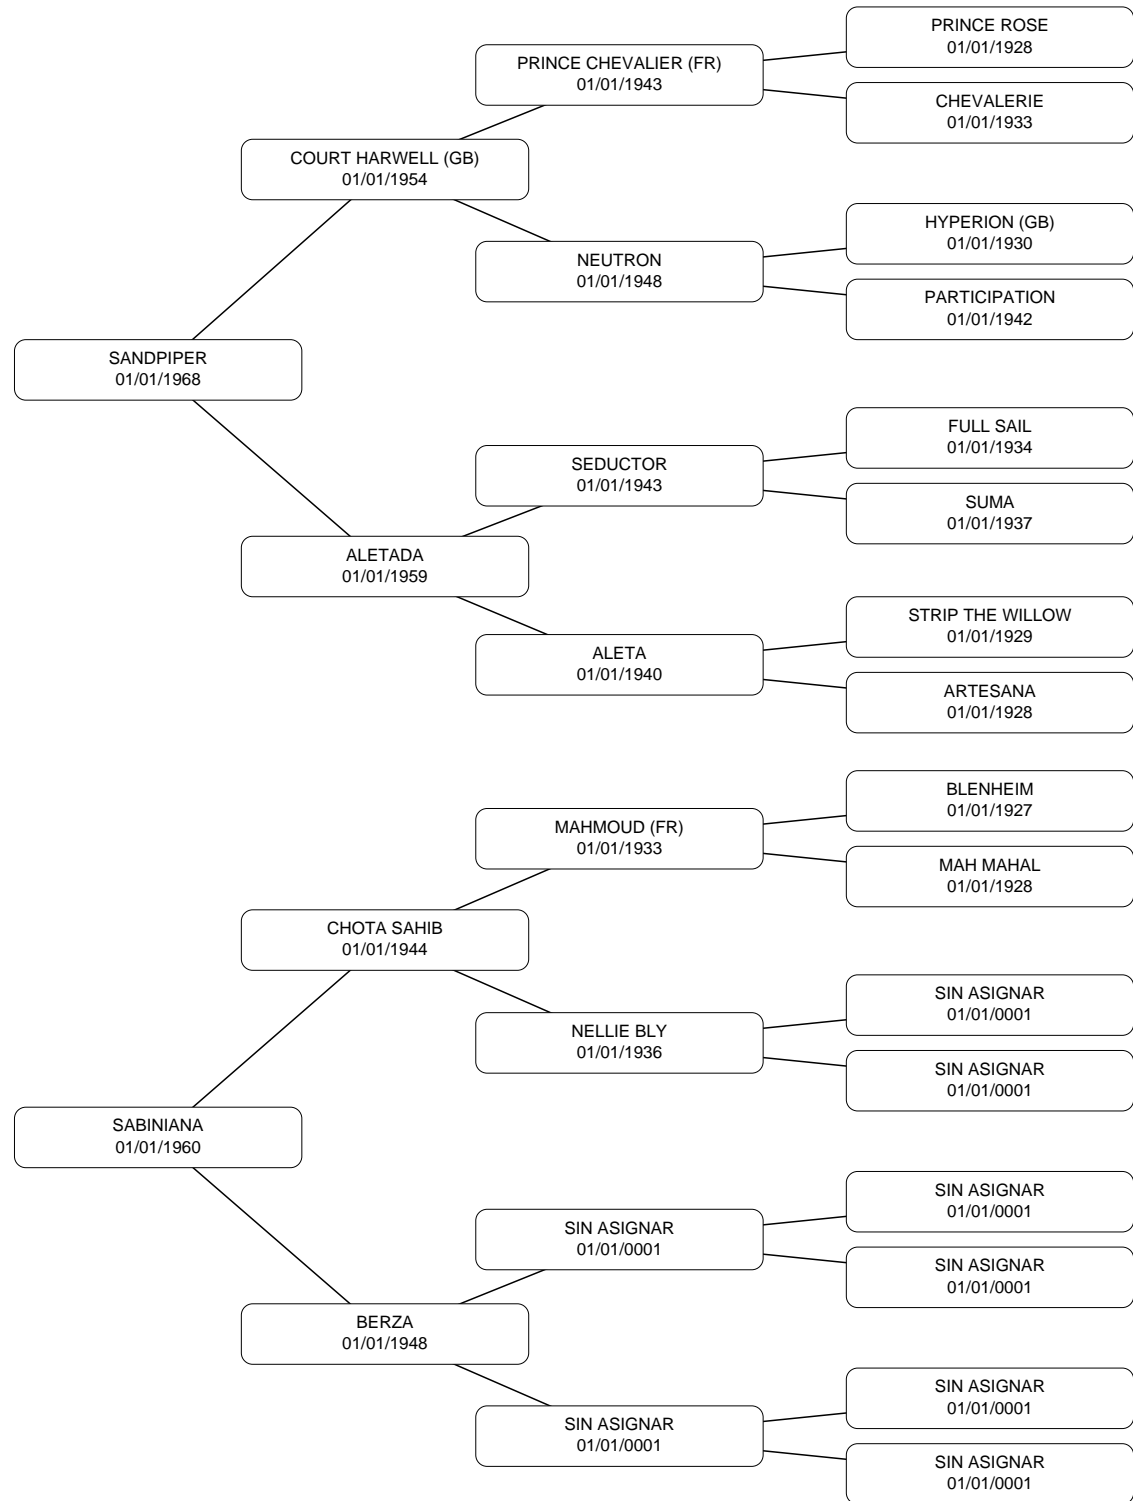 PRINCE ROSE
01/01/1928
PRINCE CHEVALIER (FR)
01/01/1943
CHEVALERIE
01/01/1933
COURT HARWELL (GB)
01/01/1954
HYPERION (GB)
01/01/1930
NEUTRON
01/01/1948
PARTICIPATION
01/01/1942
SANDPIPER
01/01/1968
FULL SAIL
01/01/1934
SEDUCTOR
01/01/1943
SUMA
01/01/1937
ALETADA
01/01/1959
STRIP THE WILLOW
01/01/1929
ALETA
01/01/1940
ARTESANA
01/01/1928
BLENHEIM
01/01/1927
MAHMOUD (FR)
01/01/1933
MAH MAHAL
01/01/1928
CHOTA SAHIB
01/01/1944
SIN ASIGNAR
01/01/0001
NELLIE BLY
01/01/1936
SIN ASIGNAR
01/01/0001
SABINIANA
01/01/1960
SIN ASIGNAR
01/01/0001
SIN ASIGNAR
01/01/0001
SIN ASIGNAR
01/01/0001
BERZA
01/01/1948
SIN ASIGNAR
01/01/0001
SIN ASIGNAR
01/01/0001
SIN ASIGNAR
01/01/0001